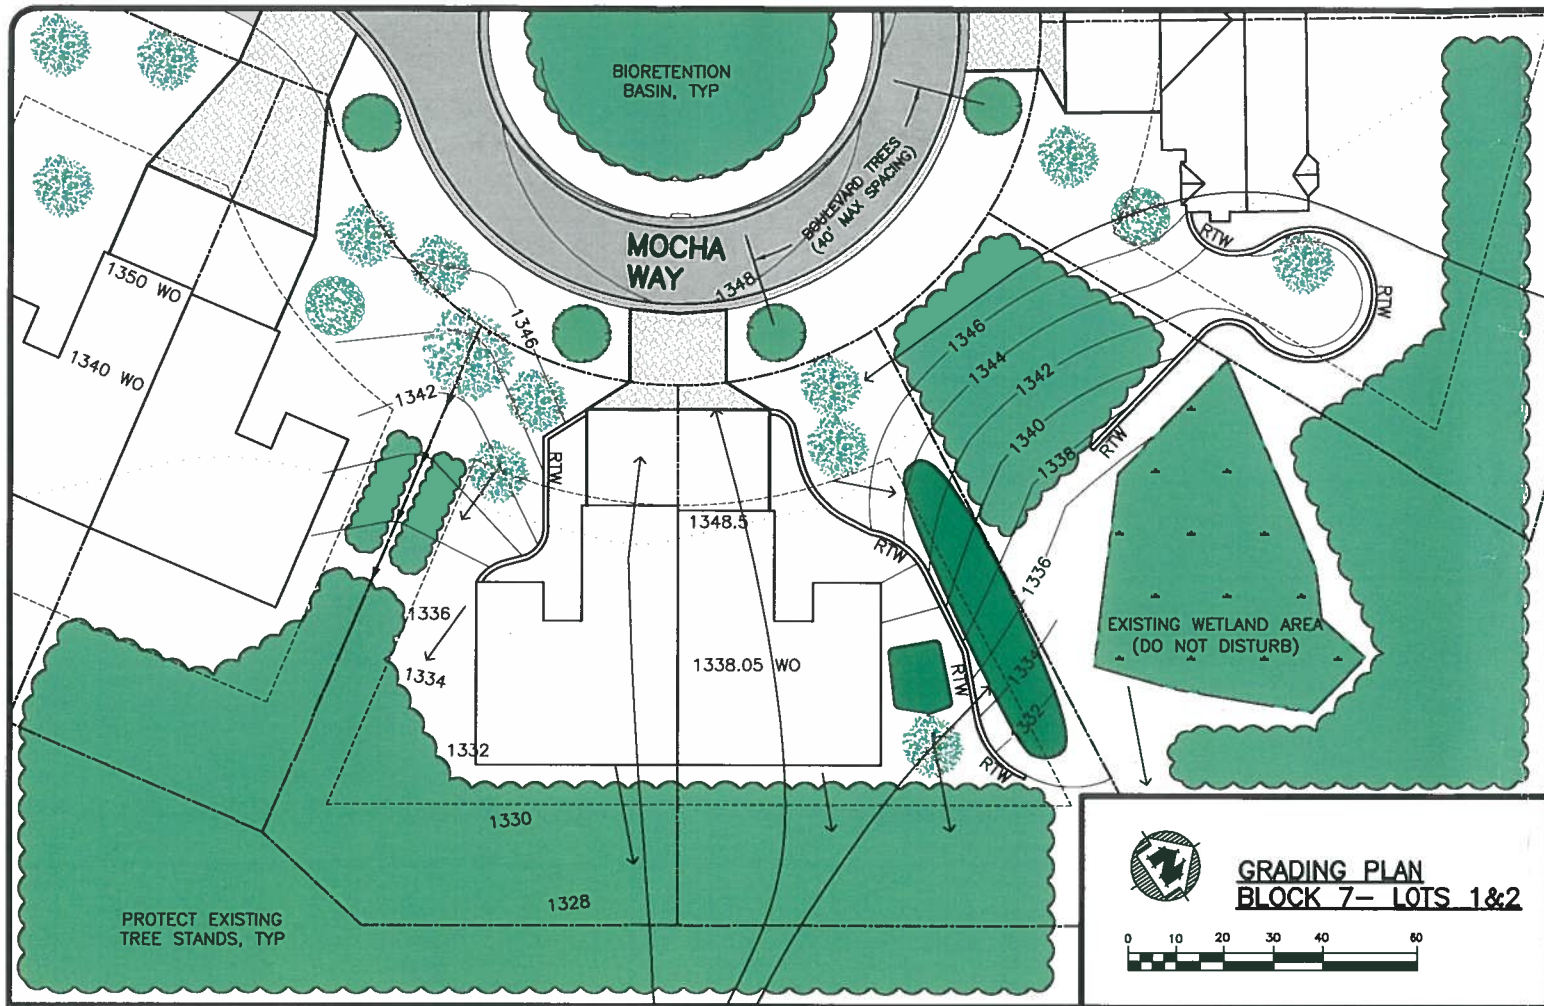 BIORETENTION
BASIN, TYP
BOULEVARD TREES
(40' MAX SPACING)
MOCHA
WAY
1348
RTW
RTW
1350 WO
1340 WO
1346
1342
1346
1344
1342
1340
1338
RTW
RTW
1348.5
RTW
1336
1336
1334
1332
1338.05 WO
RTW
1334
1332
RTW
EXISTING WETLAND AREA
(DO NOT DISTURB)
1330
1328
PROTECT EXISTING
TREE STANDS, TYP
N
GRADING PLAN
BLOCK 7- LOTS 1&2
0 10 20 30 40 60